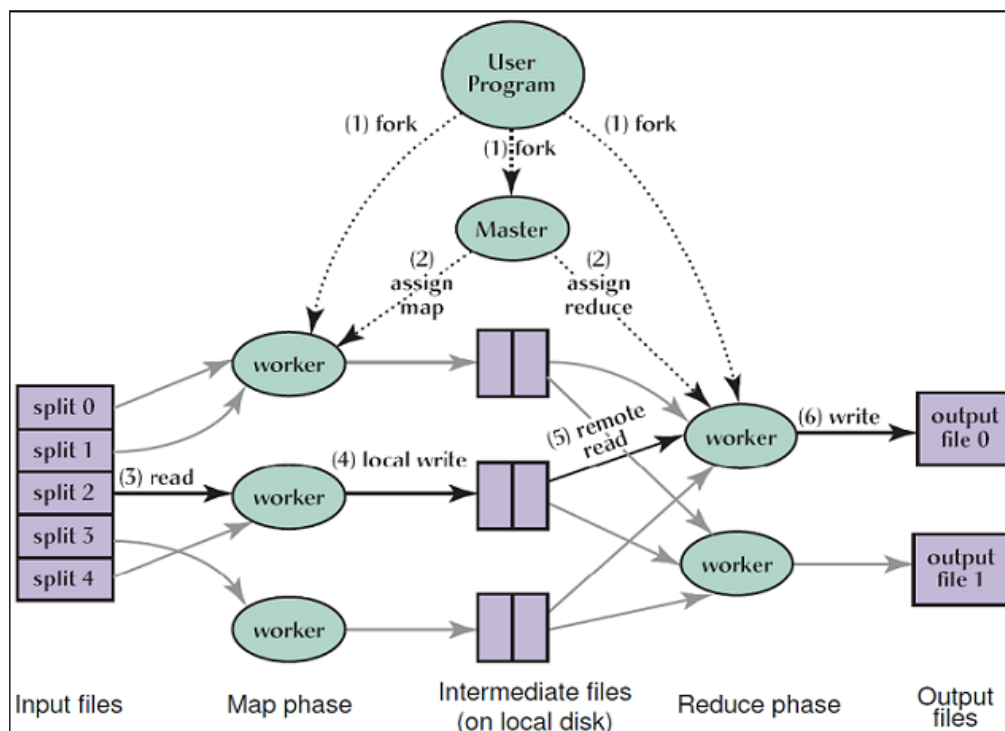 User
Program
(1) fork
(1) fork
(1) fork
Master
(2)
assign
map
(2)
assign
reduce
worker
split 0
split 1
split 2
split 3
split 4
(3) read
worker
(4) local write
(5) remote
read
worker
(6) write
output
file 0
worker
output
file 1
worker
Input files
Map phase
Intermediate files
(on local disk)
Reduce phase
Output
files